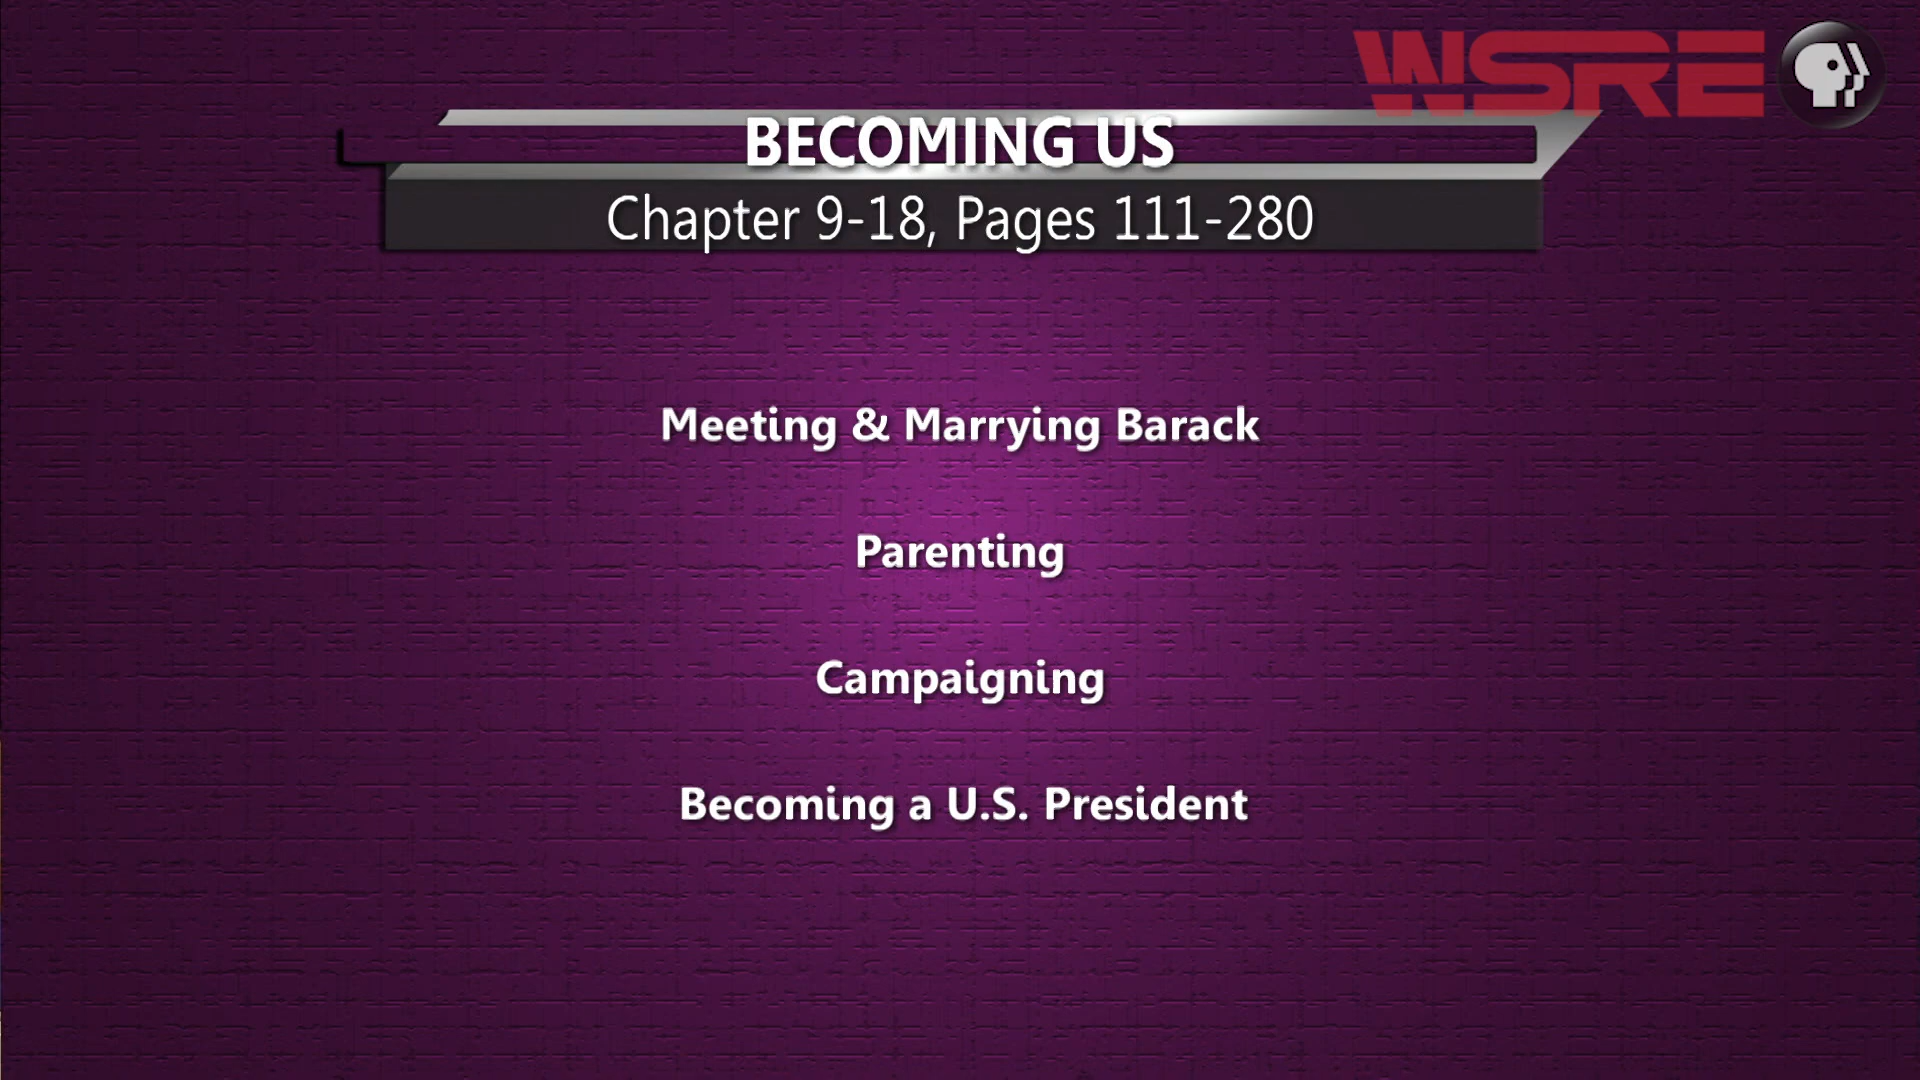 WSRE
BECOMING US
Chapter 9-18, Pages 111-280
Meeting & Marrying Barack
Parenting
Campaigning
Becoming a U.S. President